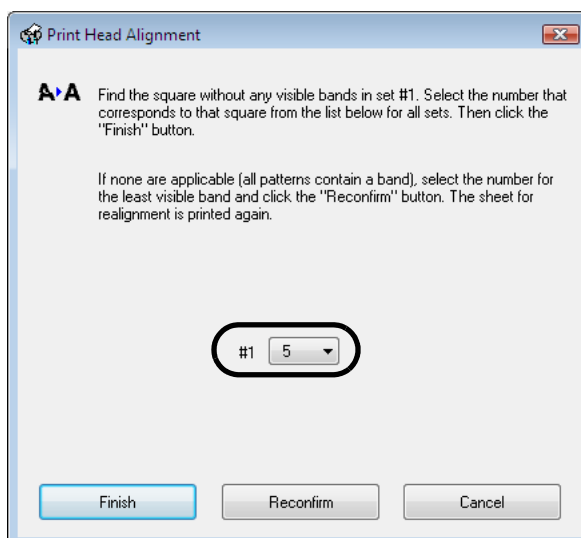 Print Head Alignment
A A Find the square without any visible bands in set #1. Select the number that
corresponds to that square from the list below for all sets. Then click the
"Finish" button.
If none are applicable (all patterns contain a band), select the number for
the least visible band and click the "Reconfirm" button. The sheet for
realignment is printed again.
#1 5
Finish Reconfirm Cancel